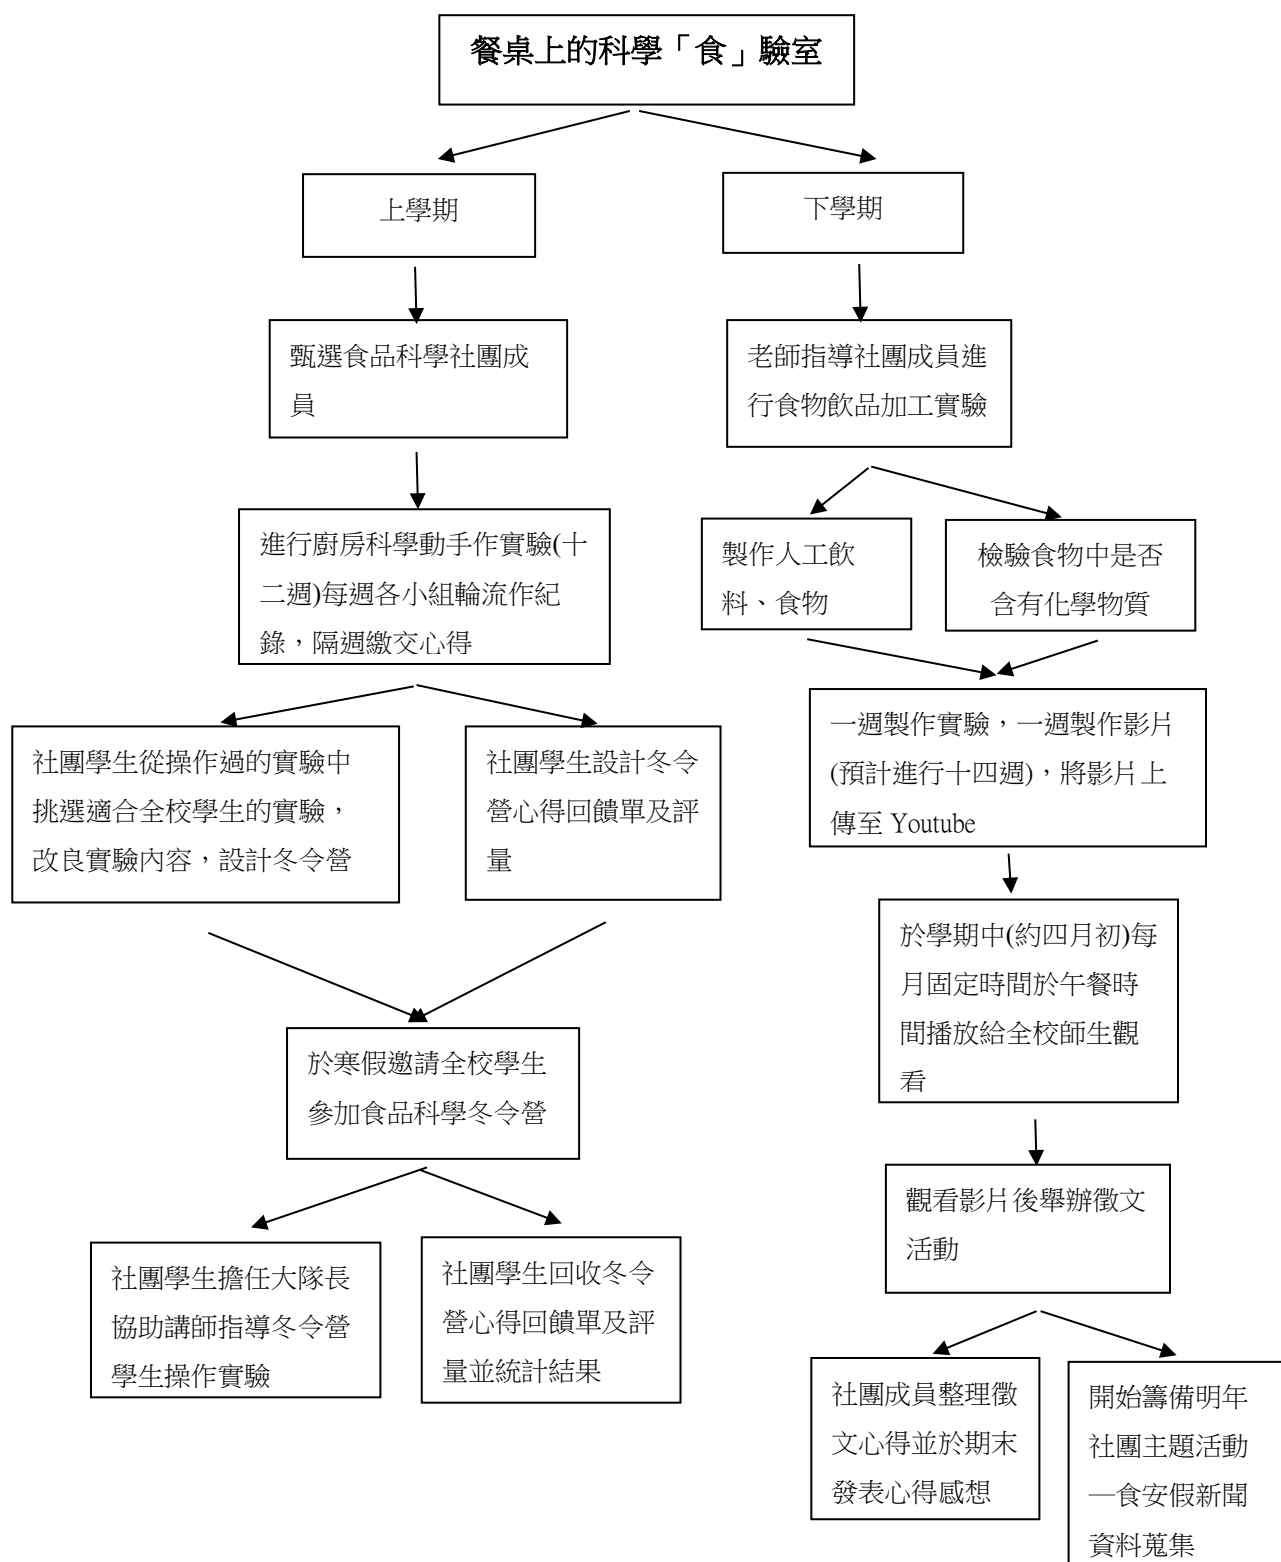 餐桌上的科學「食」驗室
上學期
下學期
甄選食品科學社團成
員
老師指導社團成員進
行食物飲品加工實驗
進行廚房科學動手作實驗(十
二週)每週各小組輪流作紀
錄，隔週繳交心得
製作人工飲
料、食物
檢驗食物中是否
含有化學物質
社團學生從操作過的實驗中
挑選適合全校學生的實驗，
改良實驗內容，設計冬令營
社團學生設計冬令
營心得回饋單及評
量
一週製作實驗，一週製作影片
(預計進行十四週)，將影片上
傳至 Youtube
於學期中(約四月初)每
月固定時間於午餐時
間播放給全校師生觀
看
於寒假邀請全校學生
參加食品科學冬令營
觀看影片後舉辦徵文
活動
社團學生擔任大隊長
協助講師指導冬令營
學生操作實驗
社團學生回收冬令
營心得回饋單及評
量並統計結果
社團成員整理徵
文心得並於期末
發表心得感想
開始籌備明年
社團主題活動
—食安假新聞
資料蒐集